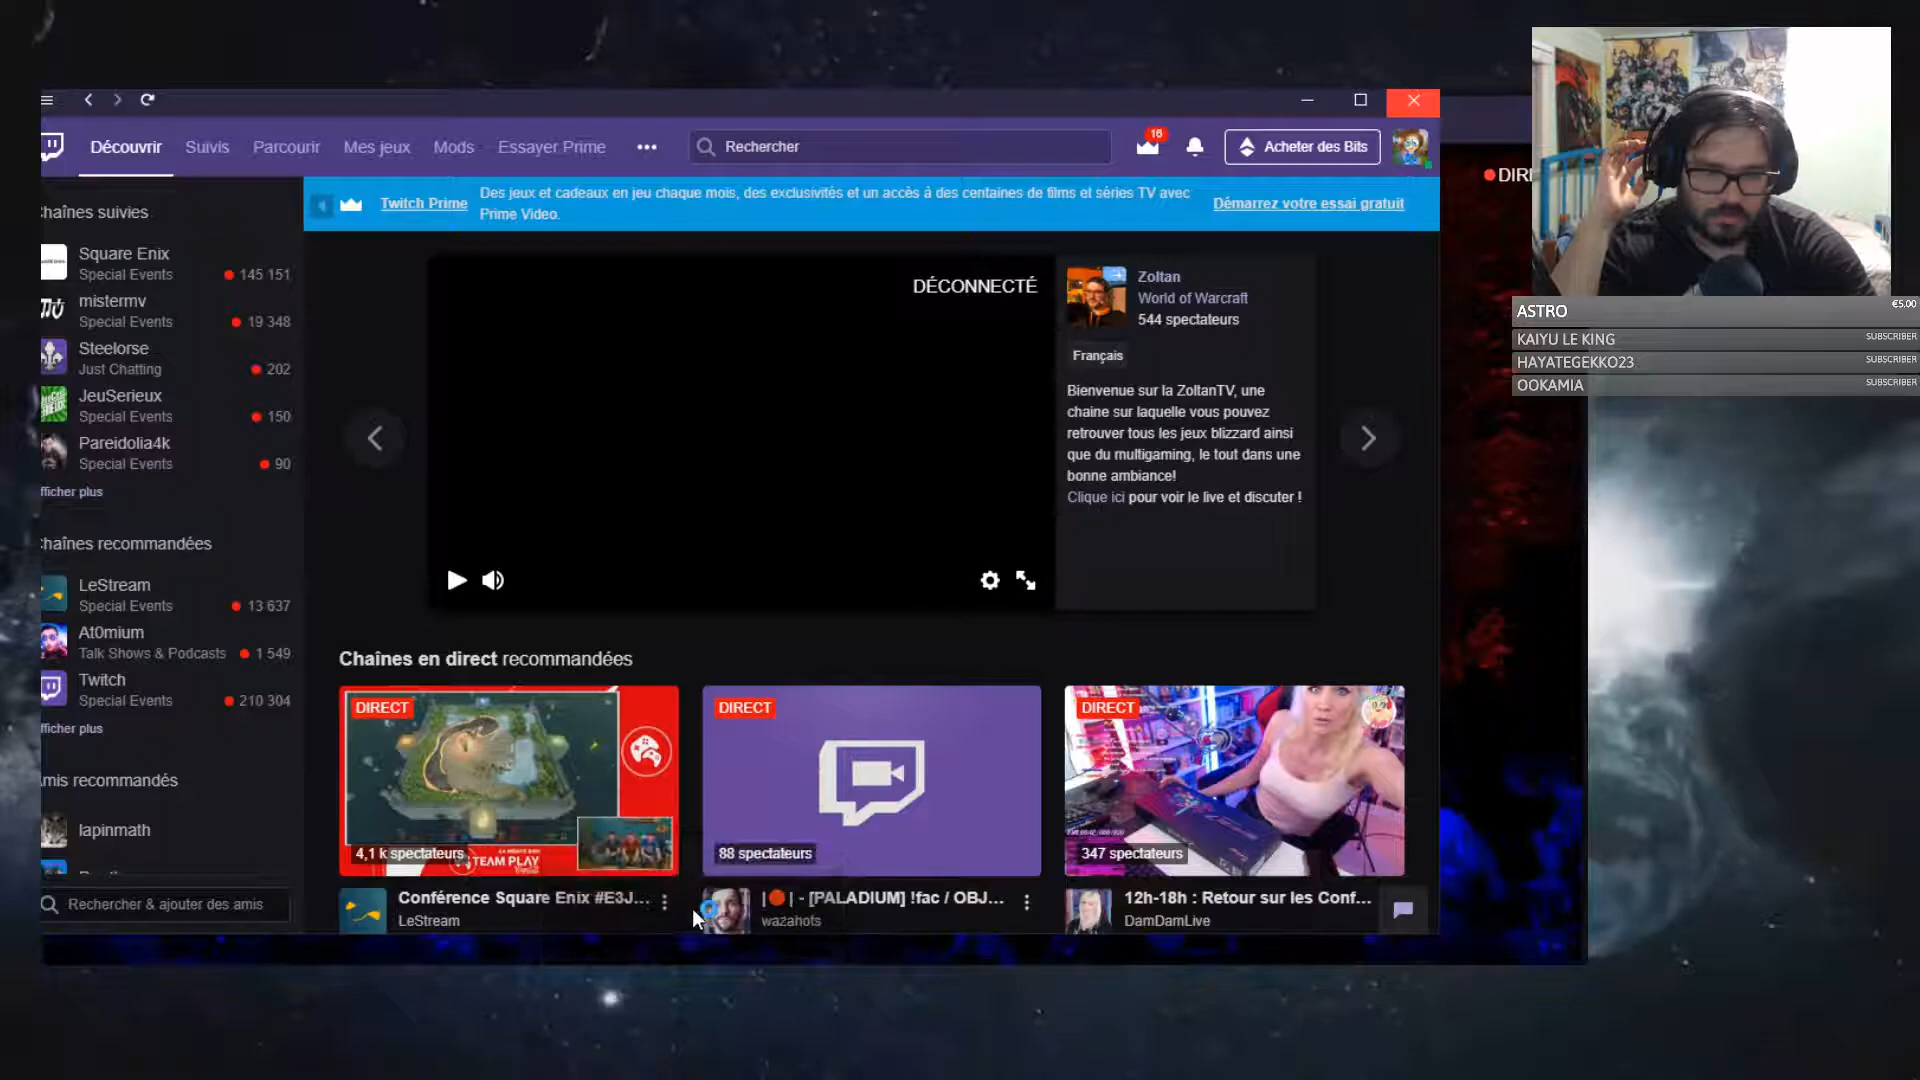 Découvrir
Suivis
Parcourir
Mes jeux
Mods
Essayer Prime
Rechercher
16
Acheter des Bits
Twitch Prime
Des jeux et cadeaux en jeu chaque mois, des exclusivités et un accès à des centaines de films et séries TV avec
Prime Video.
Démarrez votre essai gratuit
haînes suivies
Square Enix
Special Events
145 151
mistermv
Special Events
19 348
Steelorse
Just Chatting
202
JeuSerieux
Special Events
150
Pareidolia4k
Special Events
90
fficher plus
haînes recommandées
LeStream
Special Events
13 637
At0mium
Talk Shows & Podcasts
1 549
Twitch
Special Events
210 304
fficher plus
mis recommandés
lapinmath
Rechercher & ajouter des amis
DÉCONNECTÉ
Zoltan
World of Warcraft
544 spectateurs
Français
Bienvenue sur la ZoltanTV, une
chaine sur laquelle vous pouvez
retrouver tous les jeux blizzard ainsi
que du multigaming, le tout dans une
bonne ambiance!
Clique ici pour voir le live et discuter !
Chaînes en direct recommandées
DIRECT
4,1 k spectateurs
TEAM PLAY
Conférence Square Enix #E3J...
LeStream
DIRECT
88 spectateurs
|🔴| - [PALADIUM] !fac / OBJ...
wazahots
DIRECT
347 spectateurs
12h-18h : Retour sur les Conf...
DamDamLive
DIRE
ASTRO
€5.00
KAIYU LE KING
SUBSCRIBER
HAYATEGEKKO23
SUBSCRIBER
OOKAMIA
SUBSCRIBER